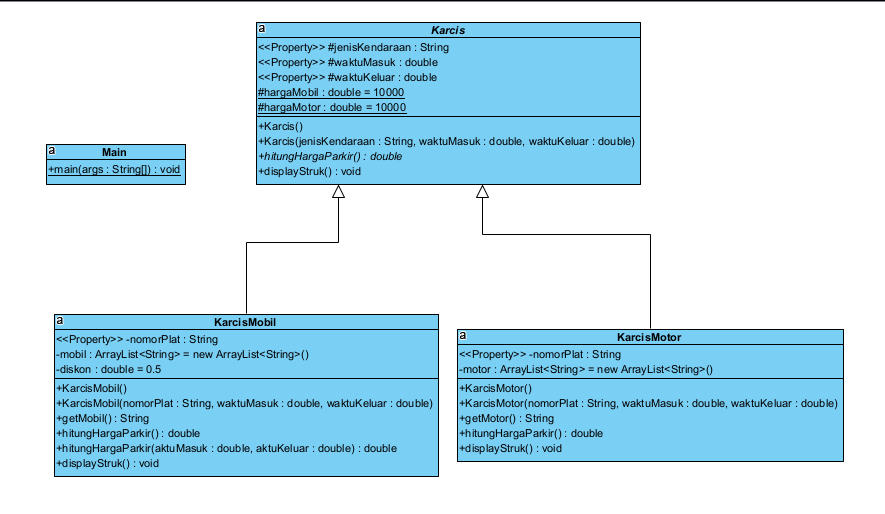 a
Karcis
<<Property>> #jenisKendaraan : String
<<Property>> #waktuMasuk : double
<<Property>> #waktuKeluar : double
#hargaMobil : double = 10000
#hargaMotor : double = 10000
+Karcis()
+Karcis(jenisKendaraan : String, waktuMasuk : double, waktuKeluar : double)
+hitungHargaParkir() : double
+displayStruk() : void
a
Main
+main(args : String[]) : void
a
KarcisMobil
<<Property>> -nomorPlat : String
-mobil : ArrayList<String> = new ArrayList<String>()
-diskon : double = 0.5
+KarcisMobil()
+KarcisMobil(nomorPlat : String, waktuMasuk : double, waktuKeluar : double)
+getMobil() : String
+hitungHargaParkir() : double
+hitungHargaParkir(aktuMasuk : double, aktuKeluar : double) : double
+displayStruk() : void
a
KarcisMotor
<<Property>> -nomorPlat : String
-motor : ArrayList<String> = new ArrayList<String>()
+KarcisMotor()
+KarcisMotor(nomorPlat : String, waktuMasuk : double, waktuKeluar : double)
+getMotor() : String
+hitungHargaParkir() : double
+displayStruk() : void